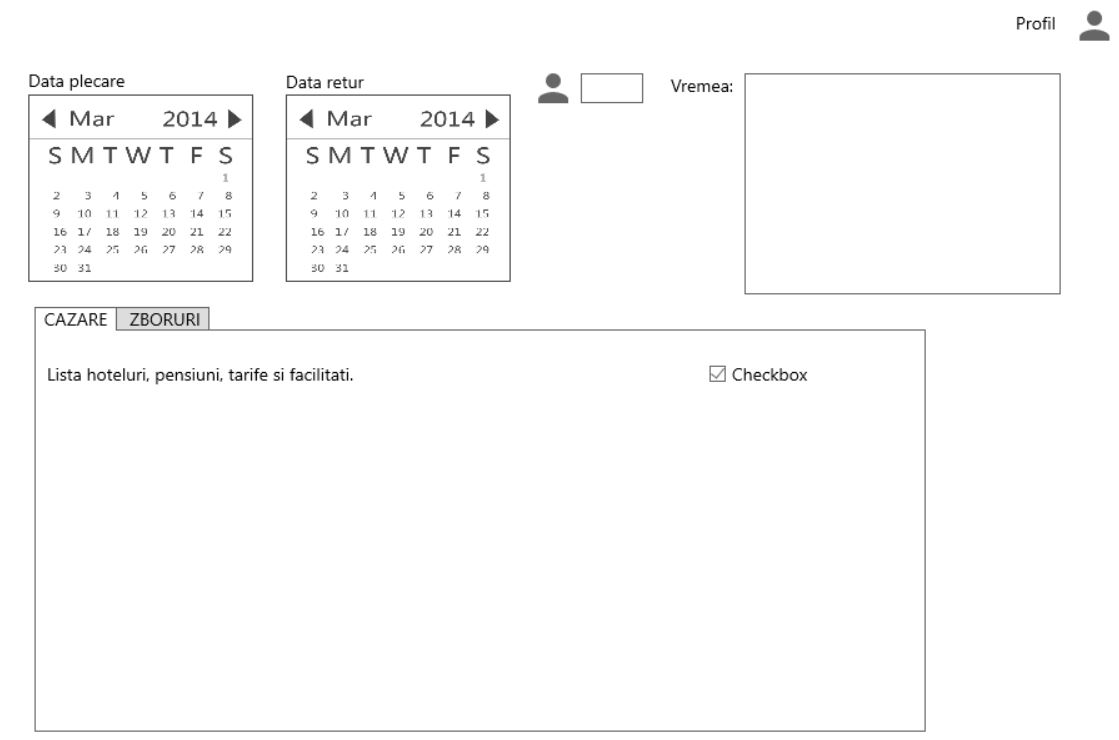 Profil
Data plecare
Mar 2014
S M T W T F S
1
2 3 4 5 6 7 8
9 10 11 12 13 14 15
16 17 18 19 20 21 22
23 24 25 26 27 28 29
30 31
Data retur
Mar 2014
S M T W T F S
1
2 3 4 5 6 7 8
9 10 11 12 13 14 15
16 17 18 19 20 21 22
23 24 25 26 27 28 29
30 31
Vremea:
CAZARE ZBORURI
Lista hoteluri, pensiuni, tarife si facilitati.
Checkbox